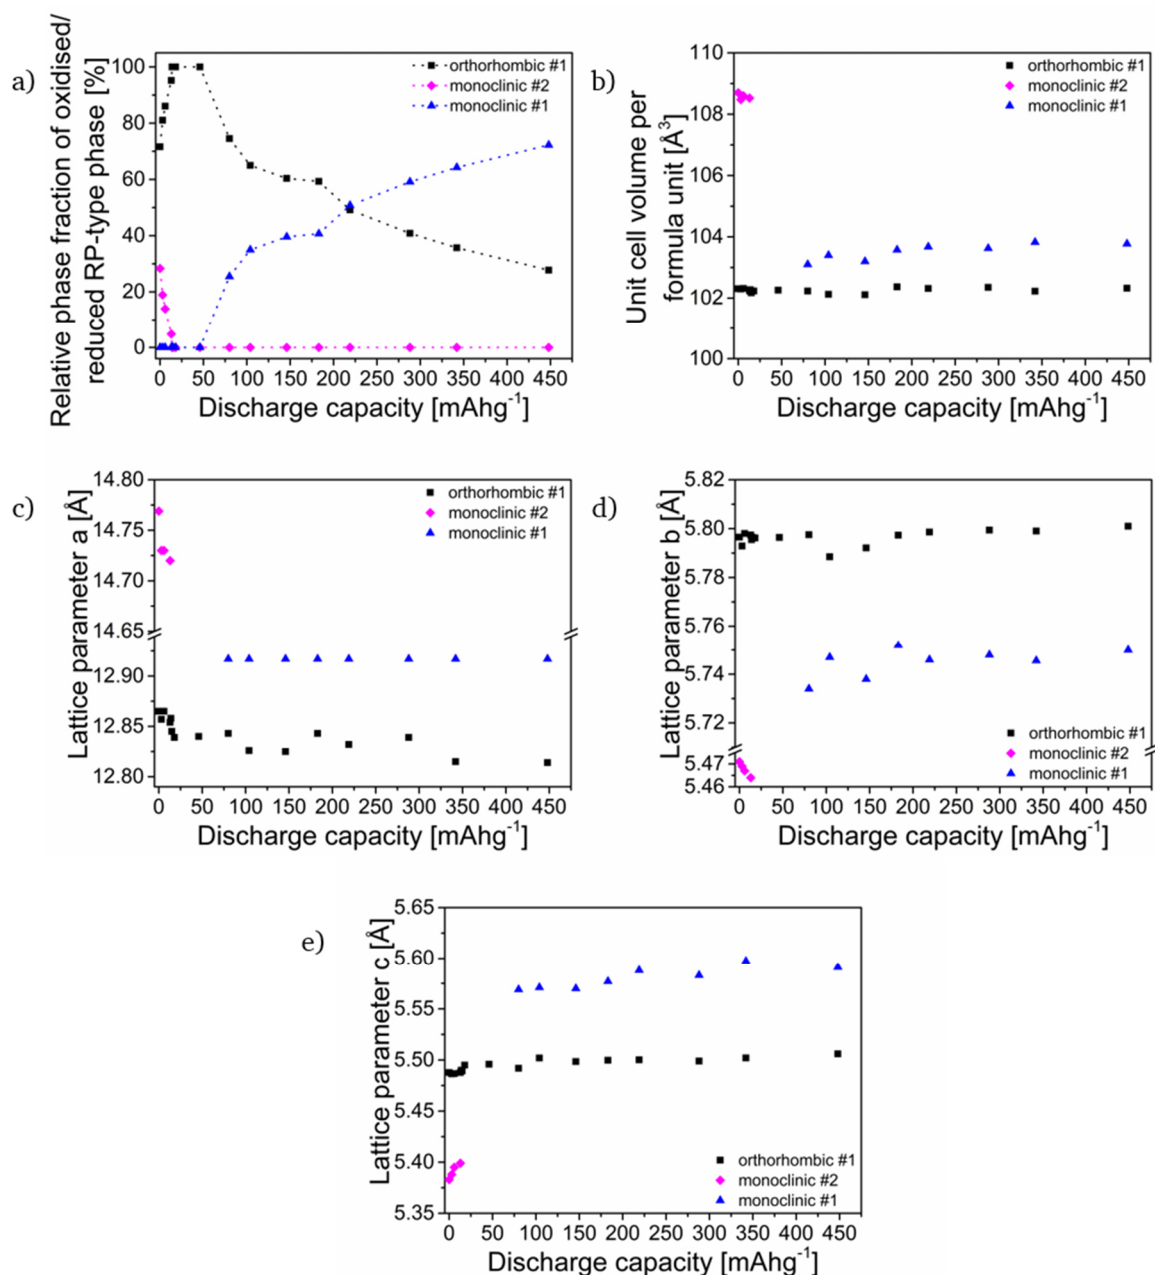 a)
Relative phase fraction of oxidised/
reduced RP-type phase [%]
100
80
60
40
20
0
orthorhombic #1
monoclinic #2
monoclinic #1
0 50 100 150 200 250 300 350 400 450
Discharge capacity [mAhg⁻¹]
b)
Unit cell volume per
formula unit [Å³]
110
108
106
104
102
100
orthorhombic #1
monoclinic #2
monoclinic #1
0 50 100 150 200 250 300 350 400 450
Discharge capacity [mAhg⁻¹]
c)
Lattice parameter a [Å]
14.80
14.75
14.70
14.65
12.90
12.85
12.80
orthorhombic #1
monoclinic #2
monoclinic #1
0 50 100 150 200 250 300 350 400 450
Discharge capacity [mAhg⁻¹]
d)
Lattice parameter b [Å]
5.82
5.80
5.78
5.76
5.74
5.72
5.47
5.46
orthorhombic #1
monoclinic #2
monoclinic #1
0 50 100 150 200 250 300 350 400 450
Discharge capacity [mAhg⁻¹]
e)
Lattice parameter c [Å]
5.65
5.60
5.55
5.50
5.45
5.40
5.35
orthorhombic #1
monoclinic #2
monoclinic #1
0 50 100 150 200 250 300 350 400 450
Discharge capacity [mAhg⁻¹]